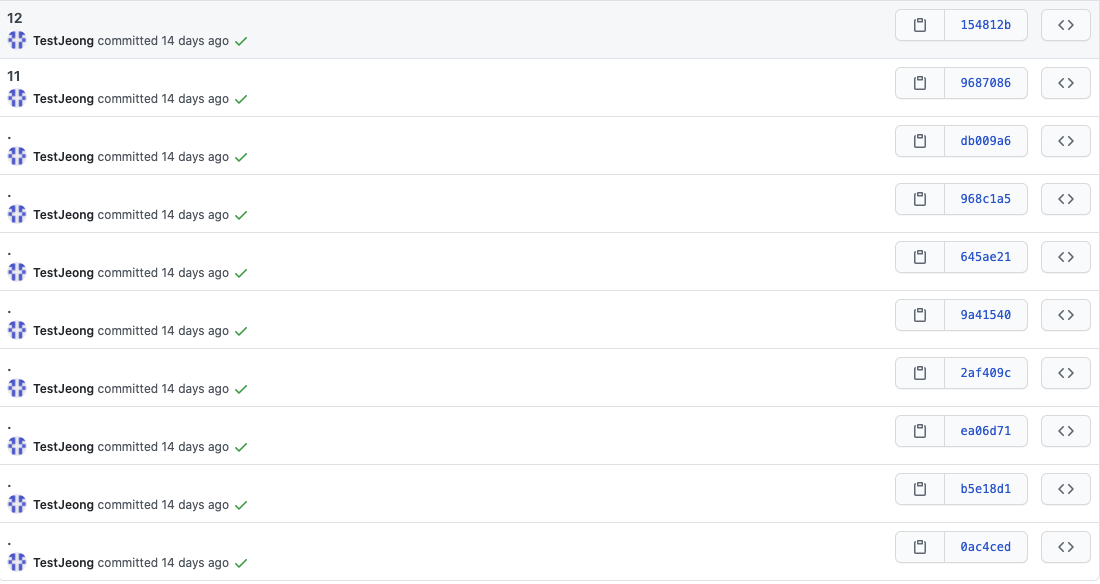 12
TestJeong committed 14 days ago
154812b
11
TestJeong committed 14 days ago
9687086
.
TestJeong committed 14 days ago
db009a6
.
TestJeong committed 14 days ago
968c1a5
.
TestJeong committed 14 days ago
645ae21
.
TestJeong committed 14 days ago
9a41540
.
TestJeong committed 14 days ago
2af409c
.
TestJeong committed 14 days ago
ea06d71
.
TestJeong committed 14 days ago
b5e18d1
.
TestJeong committed 14 days ago
0ac4ced